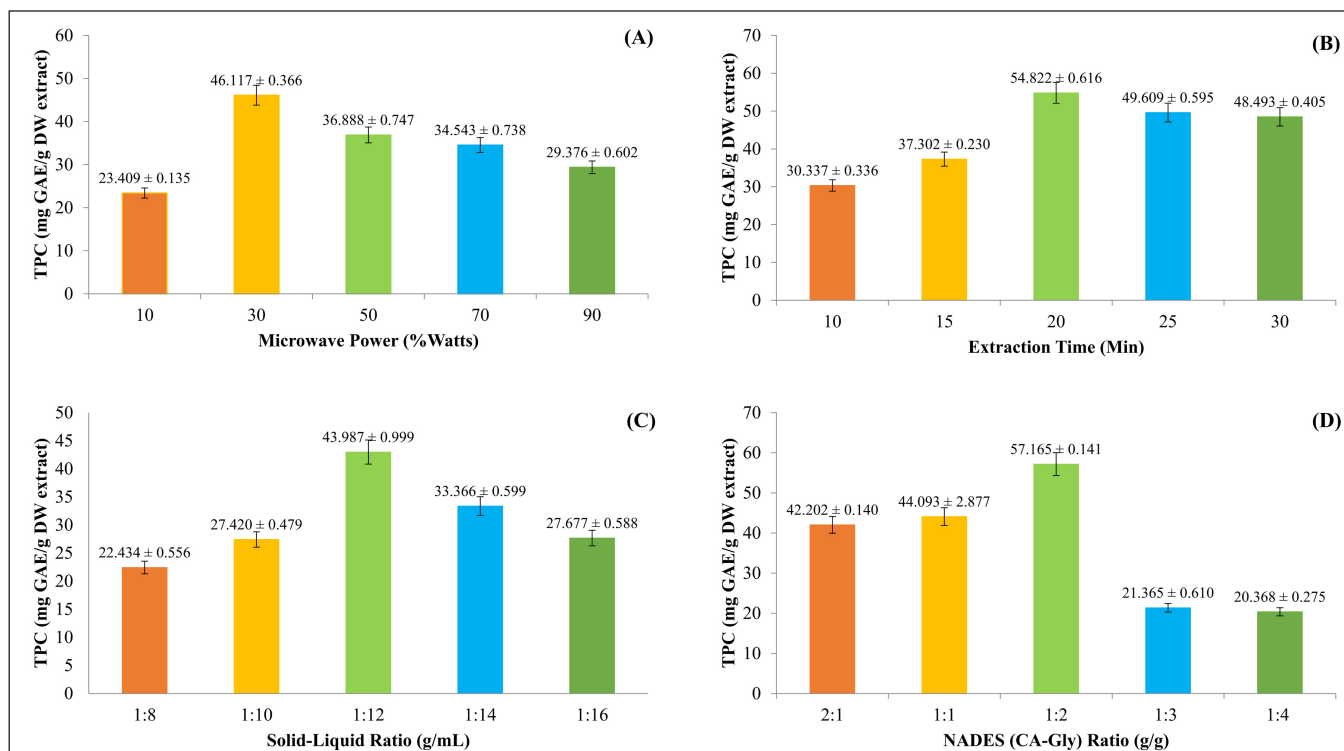 (A)
TPC (mg GAE/g DW extract)
60
50
40
30
20
10
0
23.409 ± 0.135
46.117 ± 0.366
36.888 ± 0.747
34.543 ± 0.738
29.376 ± 0.602
10 30 50 70 90
Microwave Power (%Watts)
(B)
TPC (mg GAE/g DW extract)
70
60
50
40
30
20
10
0
30.337 ± 0.336
37.302 ± 0.230
54.822 ± 0.616
49.609 ± 0.595
48.493 ± 0.405
10 15 20 25 30
Extraction Time (Min)
(C)
TPC (mg GAE/g DW extract)
50
45
40
35
30
25
20
15
10
5
0
22.434 ± 0.556
27.420 ± 0.479
43.987 ± 0.999
33.366 ± 0.599
27.677 ± 0.588
1:8 1:10 1:12 1:14 1:16
Solid-Liquid Ratio (g/mL)
(D)
TPC (mg GAE/g DW extract)
70
60
50
40
30
20
10
0
42.202 ± 0.140
44.093 ± 2.877
57.165 ± 0.141
21.365 ± 0.610
20.368 ± 0.275
2:1 1:1 1:2 1:3 1:4
NADES (CA-Gly) Ratio (g/g)